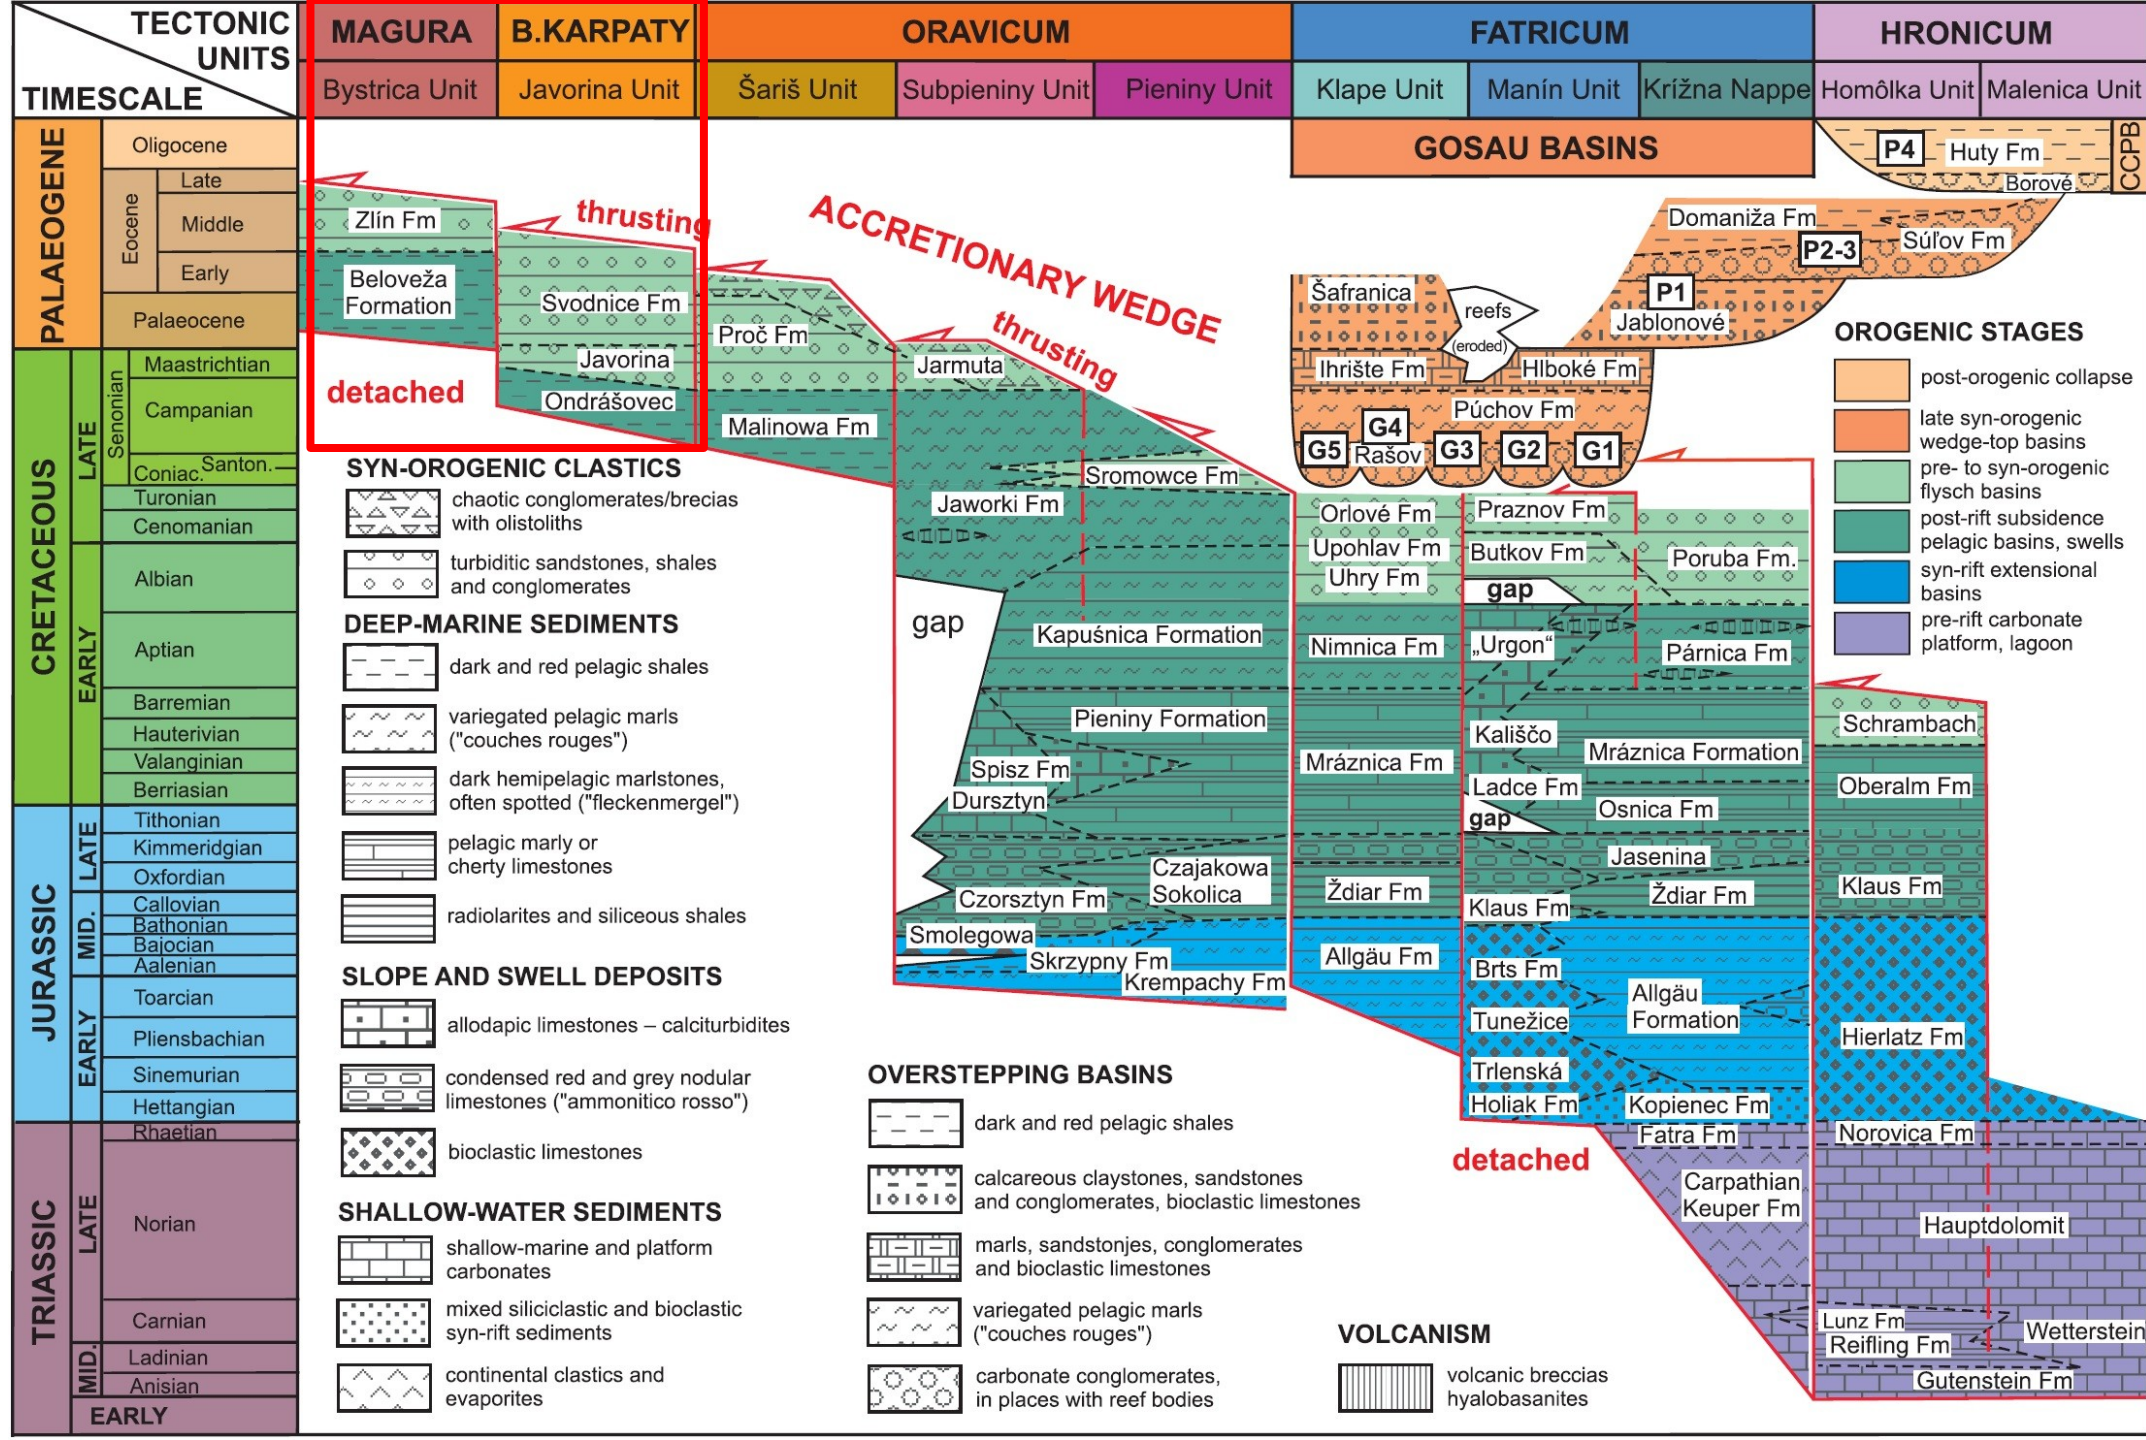 TECTONIC
UNITS
TIMESCALE
MAGURA
B.KARPATY
ORAVICUM
FATRICUM
HRONICUM
Bystrica Unit
Javorina Unit
Šariš Unit
Subpieniny Unit
Pieniny Unit
Klape Unit
Manín Unit
Krížna Nappe
Homôlka Unit
Malenica Unit
PALAEOGENE
Oligocene
Eocene
Late
Middle
Early
Palaeocene
CRETACEOUS
LATE
Senonian
Maastrichtian
Campanian
Santon.
Coniac.
Turonian
Cenomanian
EARLY
Albian
Aptian
Barremian
Hauterivian
Valanginian
Berriasian
JURASSIC
LATE
Tithonian
Kimmeridgian
Oxfordian
MID.
Callovian
Bathonian
Bajocian
Aalenian
EARLY
Toarcian
Pliensbachian
Sinemurian
Hettangian
TRIASSIC
LATE
Rhaetian
Norian
Carnian
MID.
Ladinian
Anisian
EARLY
Zlín Fm
Beloveža
Formation
detached
thrusting
Svodnice Fm
Javorina
Ondrášovec
ACCRETIONARY WEDGE
thrusting
Proč Fm
Malinowa Fm
Jarmuta
Sromowce Fm
Jaworki Fm
gap
Kapuśnica Formation
Pieniny Formation
Spisz Fm
Dursztyn
Czajakowa
Sokolica
Czorsztyn Fm
Smolegowa
Skrzypny Fm
Krempachy Fm
GOSAU BASINS
Šafranica
reefs
(eroded)
Ihrište Fm
Hlboké Fm
Púchov Fm
G5
G4
Rašov
G3
G2
G1
Domaniža Fm
P2-3
Súľov Fm
P1
Jablonové
P4
Huty Fm
Borové
CCPB
Orlové Fm
Upohlav Fm
Uhry Fm
Nimnica Fm
Mráznica Fm
Ždiar Fm
Allgäu Fm
Praznov Fm
Butkov Fm
gap
„Urgon“
Kališčo
Ladce Fm
gap
Klaus Fm
Brts Fm
Tunežice
Trlenská
Holiak Fm
Poruba Fm.
Párnica Fm
Mráznica Formation
Osnica Fm
Jasenina
Ždiar Fm
Allgäu
Formation
Kopienec Fm
Fatra Fm
detached
Carpathian
Keuper Fm
Schrambach
Oberalm Fm
Klaus Fm
Hierlatz Fm
Norovica Fm
Hauptdolomit
Lunz Fm
Reifling Fm
Wetterstein
Gutenstein Fm
OROGENIC STAGES
post-orogenic collapse
late syn-orogenic
wedge-top basins
pre- to syn-orogenic
flysch basins
post-rift subsidence
pelagic basins, swells
syn-rift extensional
basins
pre-rift carbonate
platform, lagoon
SYN-OROGENIC CLASTICS
chaotic conglomerates/brecias
with olistoliths
turbiditic sandstones, shales
and conglomerates
DEEP-MARINE SEDIMENTS
dark and red pelagic shales
variegated pelagic marls
("couches rouges")
dark hemipelagic marlstones,
often spotted ("fleckenmergel")
pelagic marly or
cherty limestones
radiolarites and siliceous shales
SLOPE AND SWELL DEPOSITS
allodapic limestones – calciturbidites
condensed red and grey nodular
limestones ("ammonitico rosso")
bioclastic limestones
SHALLOW-WATER SEDIMENTS
shallow-marine and platform
carbonates
mixed siliciclastic and bioclastic
syn-rift sediments
continental clastics and
evaporites
OVERSTEPPING BASINS
dark and red pelagic shales
calcareous claystones, sandstones
and conglomerates, bioclastic limestones
marls, sandstonjes, conglomerates
and bioclastic limestones
variegated pelagic marls
("couches rouges")
carbonate conglomerates,
in places with reef bodies
VOLCANISM
volcanic breccias
hyalobasanites